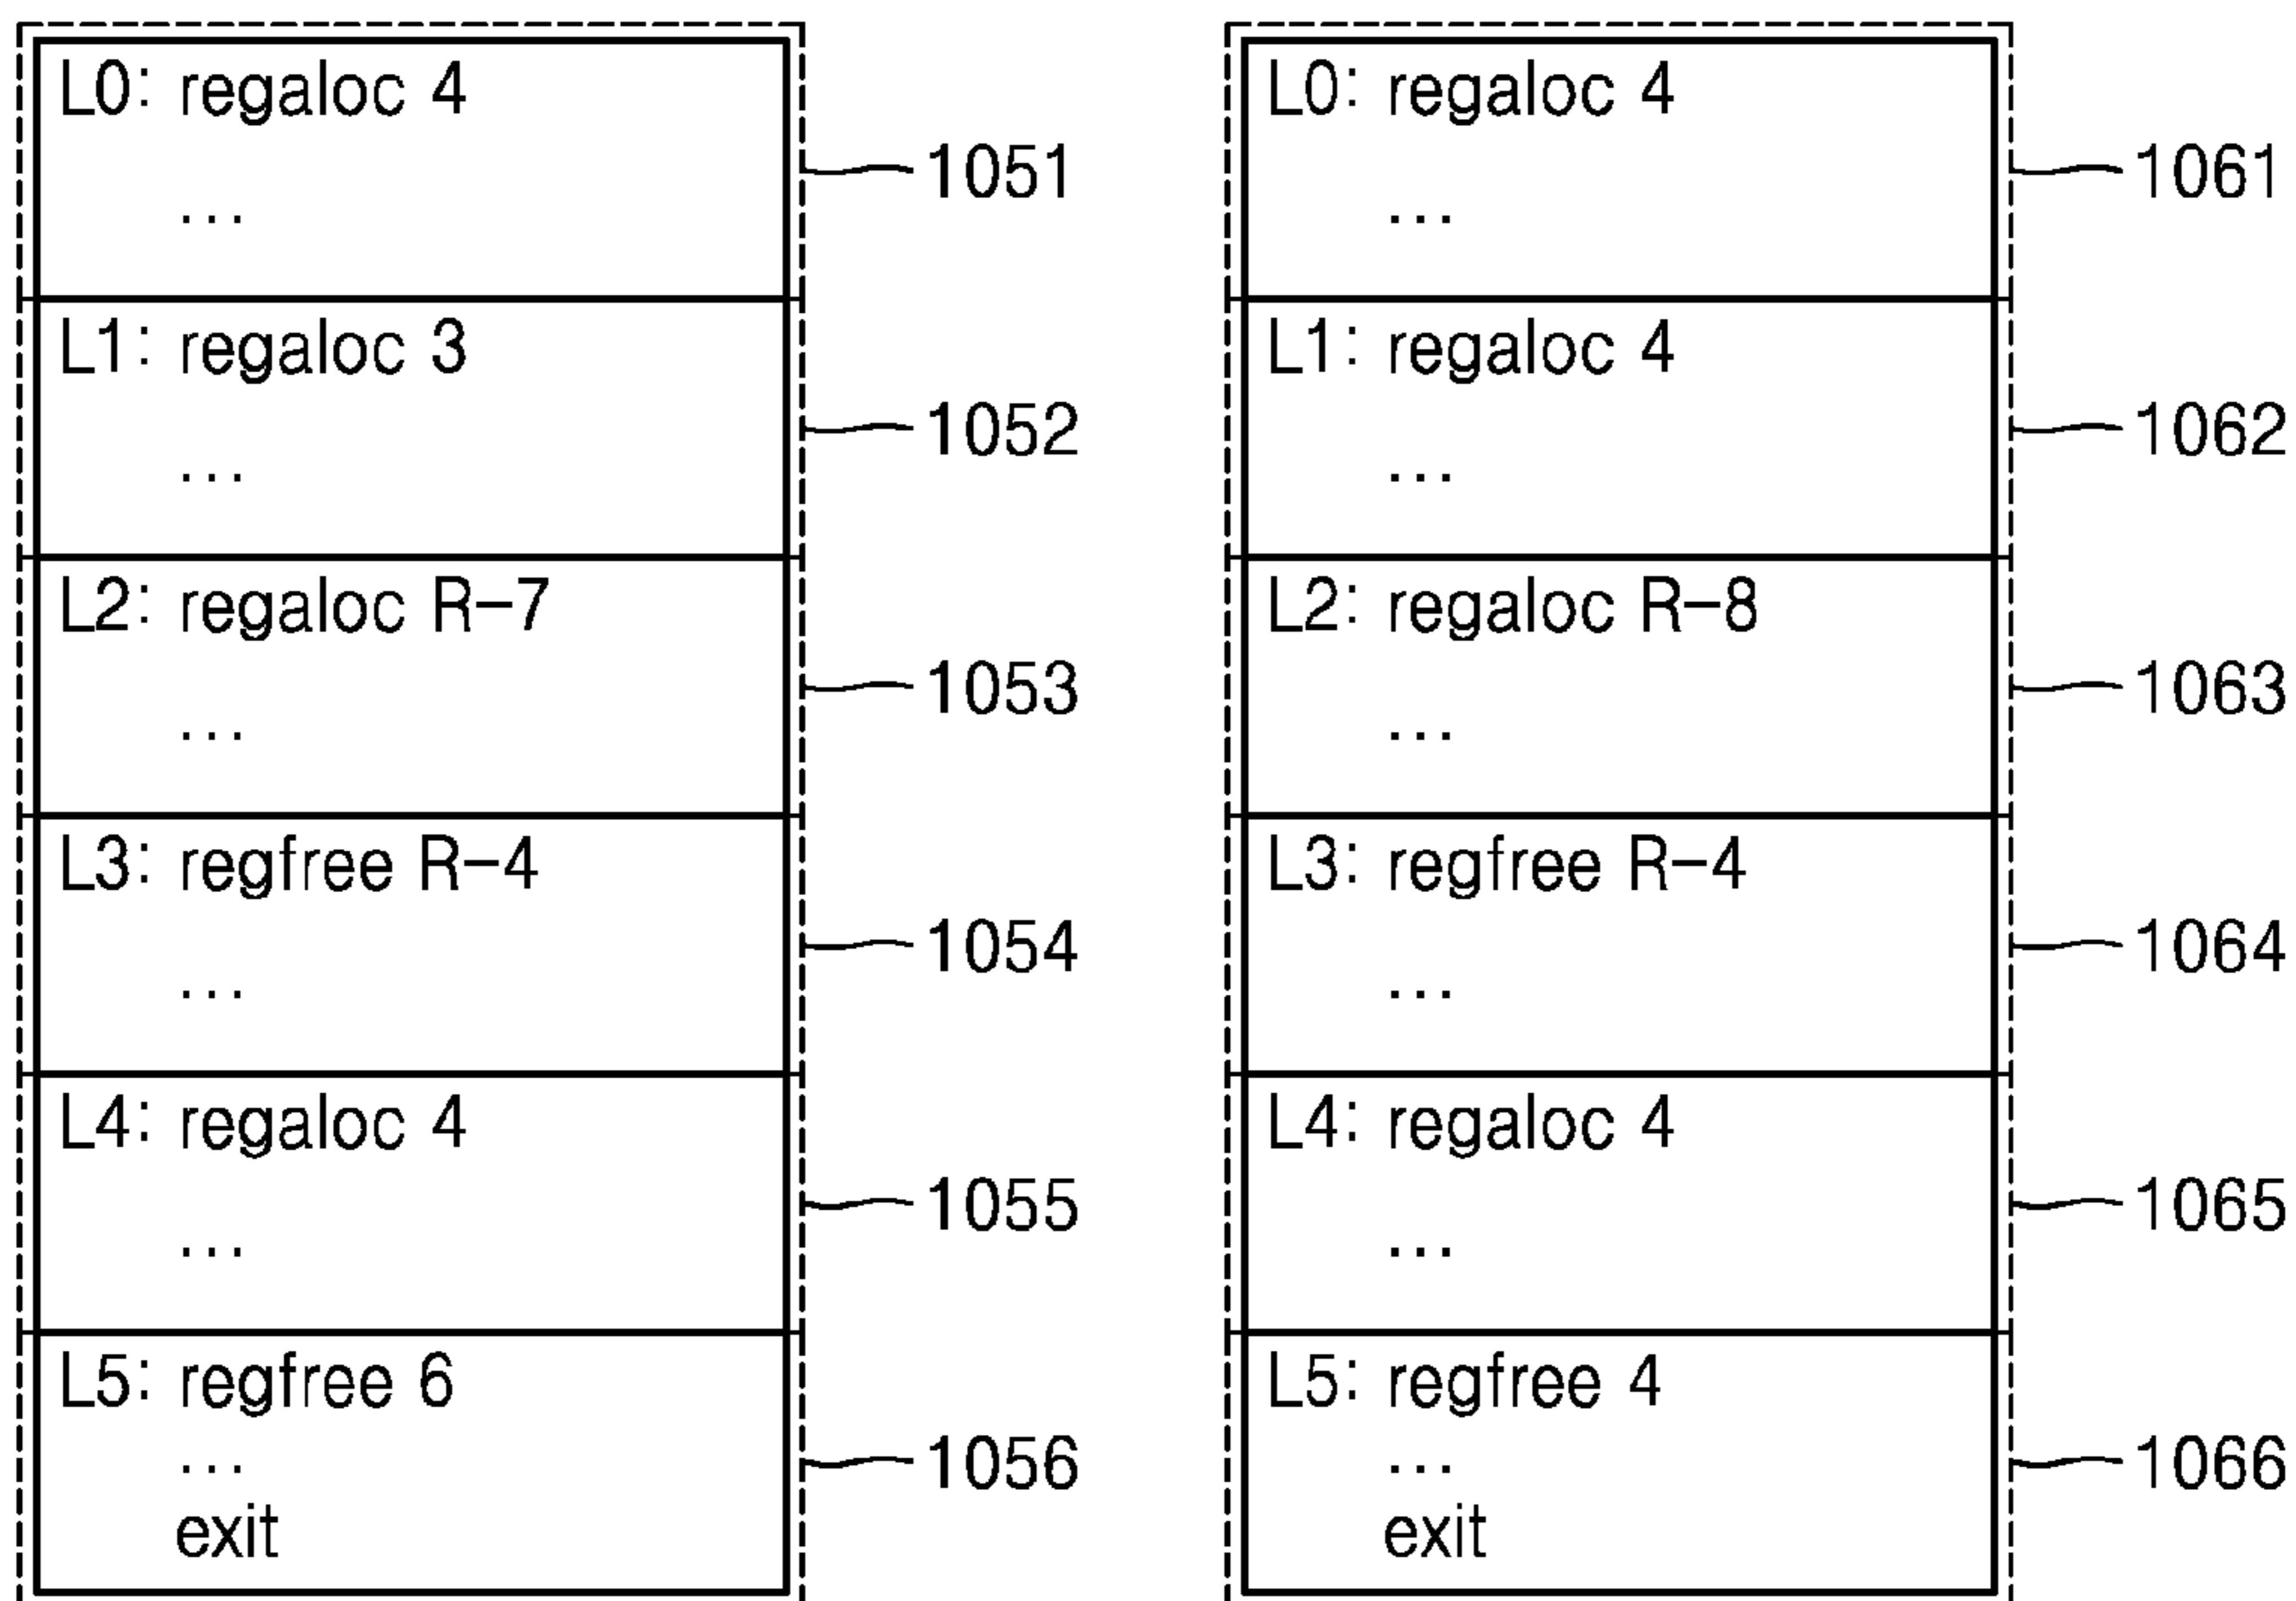 L0: regaloc 4
...
1051
L1: regaloc 3
...
1052
L2: regaloc R-7
...
1053
L3: regfree R-4
...
1054
L4: regaloc 4
...
1055
L5: regfree 6
...
exit
1056
L0: regaloc 4
...
1061
L1: regaloc 4
...
1062
L2: regaloc R-8
...
1063
L3: regfree R-4
...
1064
L4: regaloc 4
...
1065
L5: regfree 4
...
exit
1066